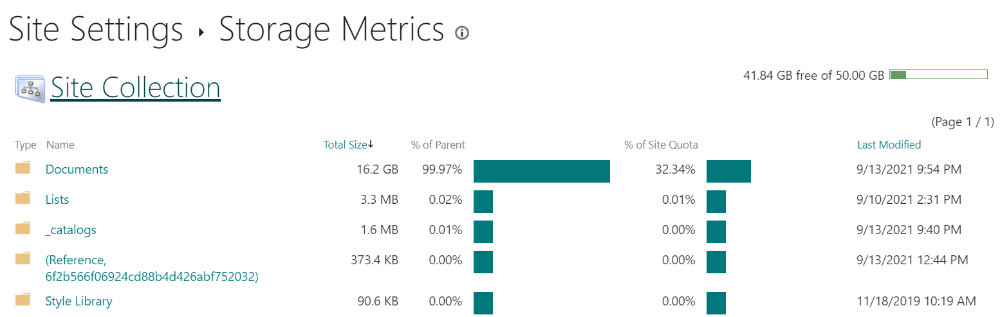 Site Settings ▸ Storage Metrics
Site Collection
41.84 GB free of 50.00 GB
(Page 1 / 1)
Type Name Total Size↓ % of Parent % of Site Quota Last Modified
Documents 16.2 GB 99.97% 32.34% 9/13/2021 9:54 PM
Lists 3.3 MB 0.02% 0.01% 9/10/2021 2:31 PM
_catalogs 1.6 MB 0.01% 0.00% 9/13/2021 9:40 PM
(Reference, 373.4 KB 0.00% 0.00% 9/13/2021 12:44 PM
6f2b566f06924cd88b4d426abf752032)
Style Library 90.6 KB 0.00% 0.00% 11/18/2019 10:19 AM